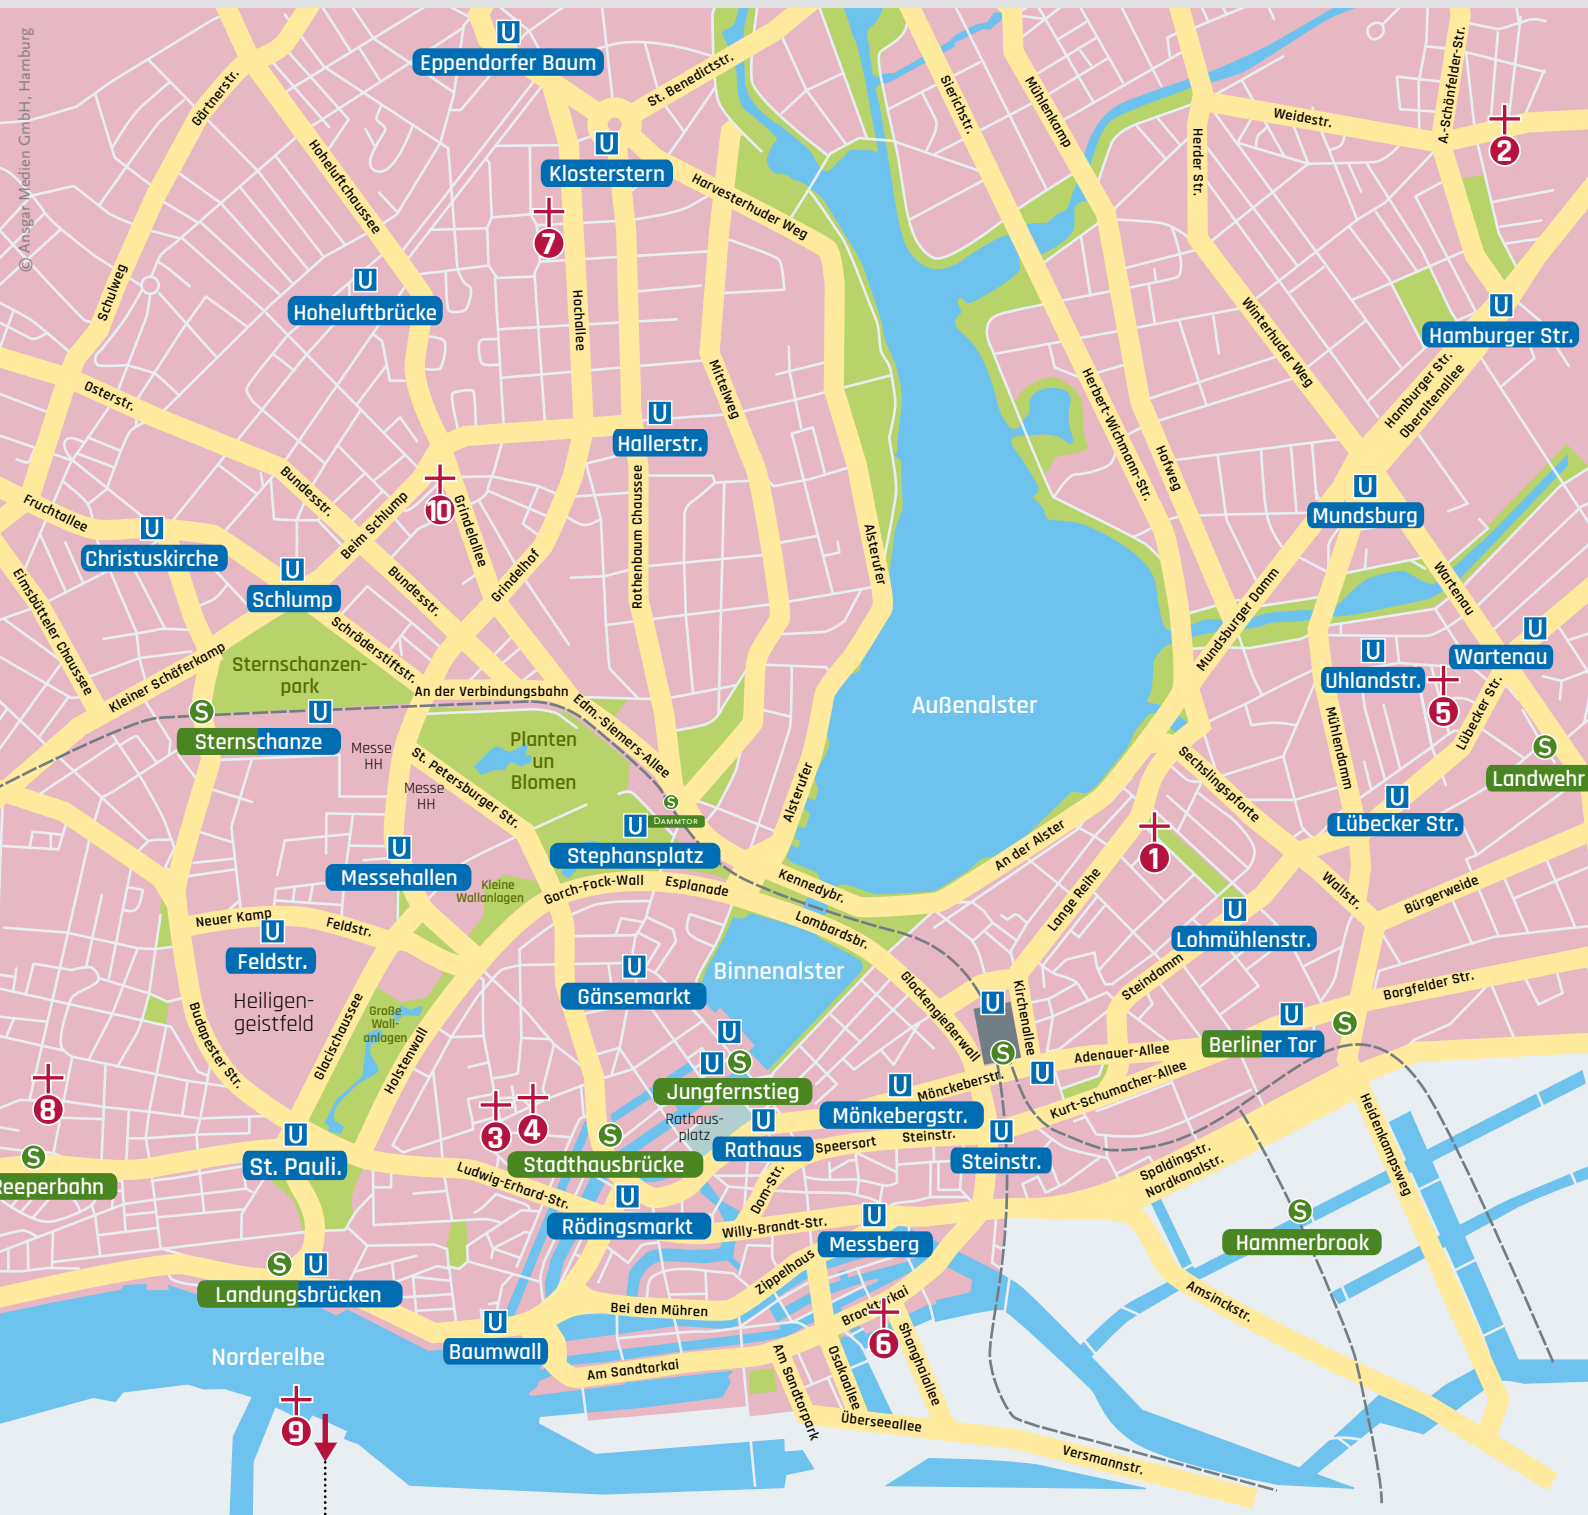 © Ansgar Medien GmbH, Hamburg
U
Eppendorfer Baum
St. Benedictstr.
Gärtnerstr.
Sierichstr.
Mühlenkamp
Herder Str.
Weidestr.
A.-Schönfelder-Str.
2
U
Klosterstern
Hoheluftchaussee
Harvesterhuder Weg
7
Schulweg
U
Hoheluftbrücke
Hochallee
Winterhuder Weg
U
Hamburger Str.
Hamburger Str.
Oberaltenallee
Osterstr.
Mittelweg
Herbert-Wichmann-Str.
Hofweg
U
Hallerstr.
Fruchtallee
Bundesstr.
Beim Schlump
10
Grindelallee
Rothenbaum Chaussee
Alsterufer
U
Mundsburg
U
Christuskirche
U
Schlump
Bundesstr.
Grindelhof
Eimsbütteler Chaussee
Mundsburger Damm
Wartenau
U
Wartenau
Schröderstiftstr.
Kleiner Schäferkamp
Sternschanzen-
park
U
Uhlandstr.
5
An der Verbindungsbahn
Edm.-Siemers-Allee
S
U
Sternschanze
Messe
HH
Messe
HH
Planten
un
Blomen
St. Petersburger Str.
Außenalster
Mühlendamm
Lübecker Str.
S
Landwehr
Sechslingspforte
Alsterufer
S
Dammtor
U
Stephansplatz
U
Lübecker Str.
An der Alster
1
U
Messehallen
Kleine
Wallanlagen
Gorch-Fock-Wall
Esplanade
Kennedybr.
Lombardsbr.
Lange Reihe
Wallstr.
Bürgerweide
Neuer Kamp
Feldstr.
U
Feldstr.
U
Lohmühlenstr.
Heiligen-
geistfeld
U
Gänsemarkt
Binnenalster
Glockengießerwall
Kirchenallee
Steindamm
Borgfelder Str.
Budapester Str.
Glacischaussee
Große
Wall-
anlagen
Holstenwall
U
U
S
Jungfernstieg
U
S
U
Adenauer-Allee
Kurt-Schumacher-Allee
U
Berliner Tor
S
8
3
4
Rathaus-
platz
U
Rathaus
U
Mönkebergstr.
Mönckeberstr.
Speersort
Steinstr.
U
Steinstr.
Heidenkampsweg
S
Reeperbahn
U
St. Pauli.
S
Stadthausbrücke
Ludwig-Erhard-Str.
Dom-Str.
Spaldingstr.
Nordkanalstr.
U
Rödingsmarkt
Willy-Brandt-Str.
U
Messberg
S
Hammerbrook
S
U
Landungsbrücken
Zippelhaus
Bei den Mühren
Brooktorkai
6
Amsinckstr.
U
Baumwall
Norderelbe
Am Sandtorkai
Am Sandtorpark
Osakaallee
Shanghaiallee
9
Überseeallee
Versmannstr.